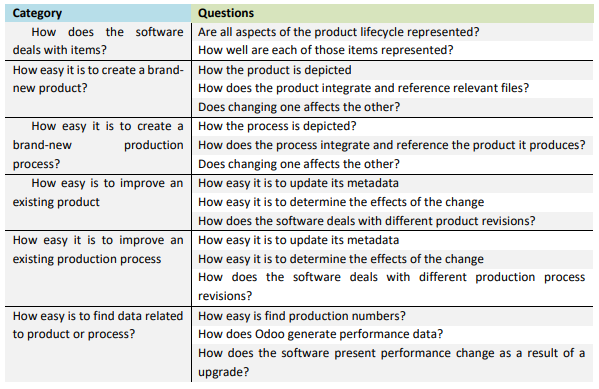 Category Questions
How does the software Are all aspects of the product lifecycle represented?
deals with items? How well are each of those items represented?
How easy it is to create a brand- How the product is depicted
new product? How does the product integrate and reference relevant files?
Does changing one affects the other?
How easy it is to create a How the process is depicted?
brand-new production How does the process integrate and reference the product it produces?
process? Does changing one affects the other?
How easy is to improve an How easy it is to update its metadata
existing product How easy it is to determine the effects of the change
How does the software deals with different product revisions?
How easy it is to improve an How easy it is to update its metadata
existing production process How easy it is to determine the effects of the change
How does the software deals with different production process
revisions?
How easy is to find data related How easy is find production numbers?
to product or process? How does Odoo generate performance data?
How does the software present performance change as a result of a
upgrade?